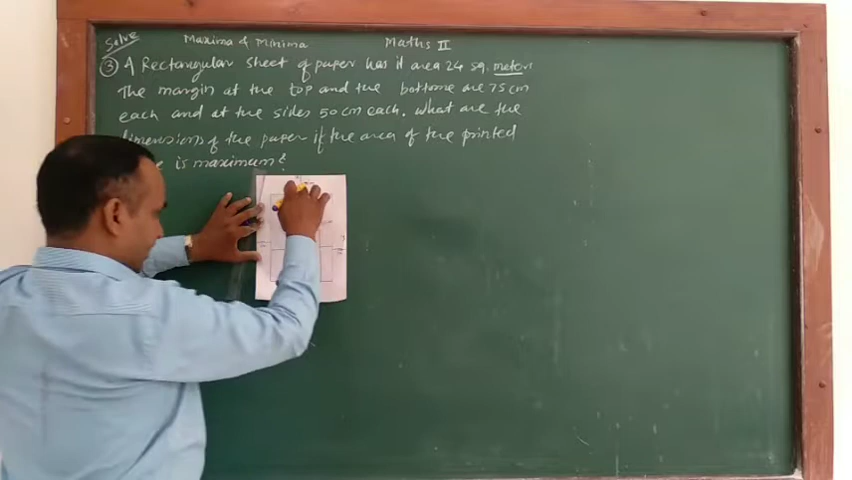 Solve Maxima & Minima Maths II
③ A Rectangular sheet of paper has it area 24 sq. meters
The margin at the top and the bottome are 75 cm
each and at the sides 50 cm each. what are the
dimensions of the paper if the area of the printed
is maximum?